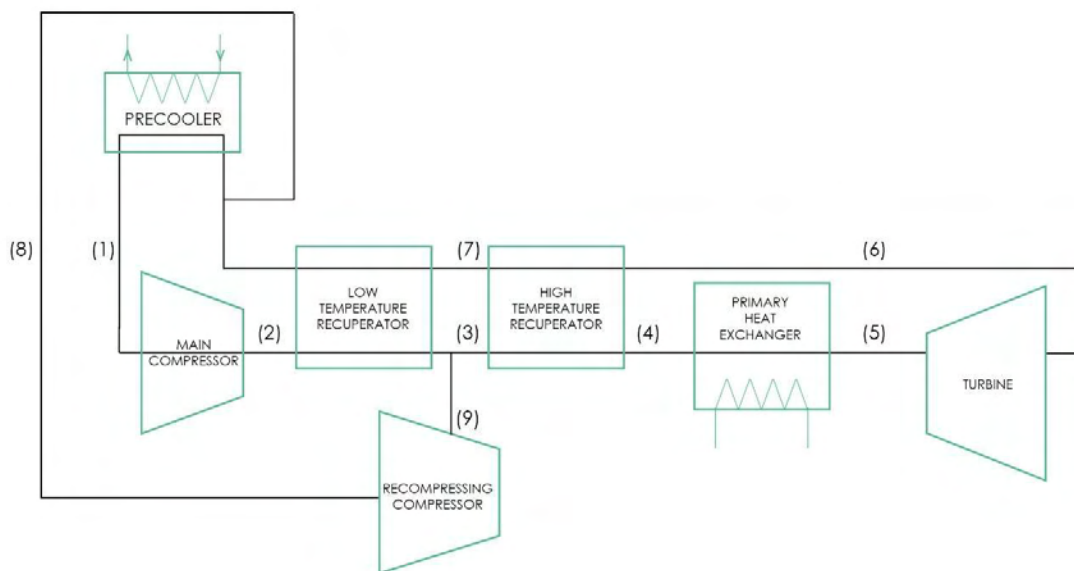 PRECOOLER
(8)
(1)
(7)
(6)
LOW
TEMPERATURE
RECUPERATOR
HIGH
TEMPERATURE
RECUPERATOR
PRIMARY
HEAT
EXCHANGER
MAIN
COMPRESSOR
(2)
(3)
(4)
(5)
TURBINE
(9)
RECOMPRESSING
COMPRESSOR